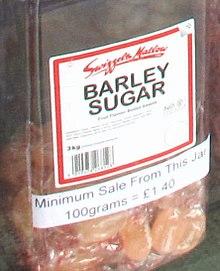 Swizzels Matlow
BARLEY
SUGAR
3kg
Minimum Sale From This Jar
100grams = £1.40